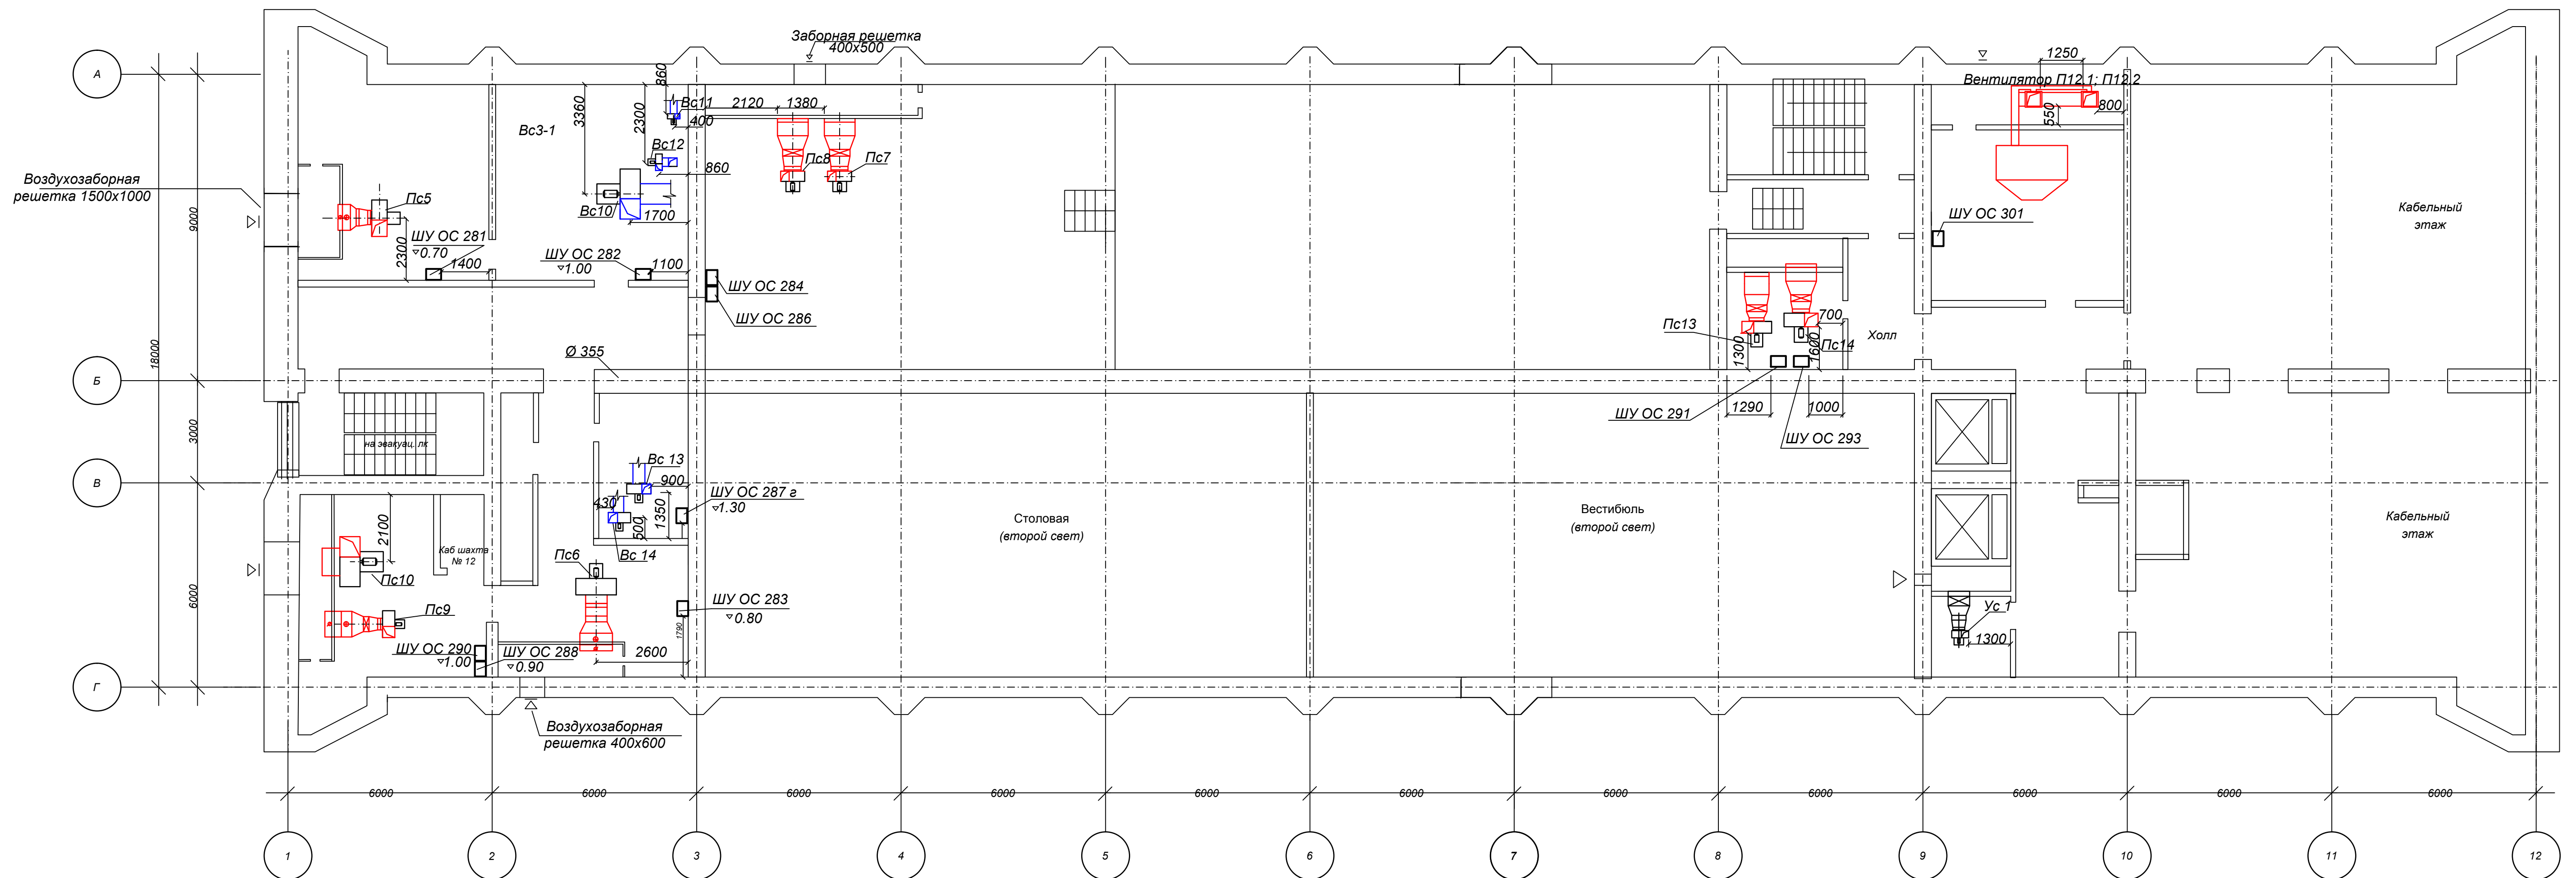 Заборная решетка
400х500
А
860
Вс11
2120
1380
400
3360
2300
Вс3-1
Вс12
860
Пс8
Пс7
Вс10
1700
Воздухозаборная
решетка 1500х1000
Пс5
ШУ ОС 281
0.70
2300
1400
ШУ ОС 282
1.00
1100
ШУ ОС 284
ШУ ОС 286
9000
18000
1250
Вентилятор П12.1; П12.2
800
550
ШУ ОС 301
Кабельный
этаж
Пс13
700
Холл
1300
1600
Пс14
Ø 355
Б
1290
1000
ШУ ОС 291
ШУ ОС 293
3000
на эвакуац. лк
В
Вс 13
900
430
1350
500
ШУ ОС 287 г
1.30
Вс 14
2100
Каб шахта
№ 12
Пс10
Пс6
Столовая
(второй свет)
Вестибюль
(второй свет)
Кабельный
этаж
6000
Пс9
ШУ ОС 283
0.80
1790
Ус 1
1300
ШУ ОС 290
1.00
ШУ ОС 288
0.90
2600
Г
Воздухозаборная
решетка 400х600
6000
6000
6000
6000
6000
6000
6000
6000
6000
6000
6000
1
2
3
4
5
6
7
8
9
10
11
12